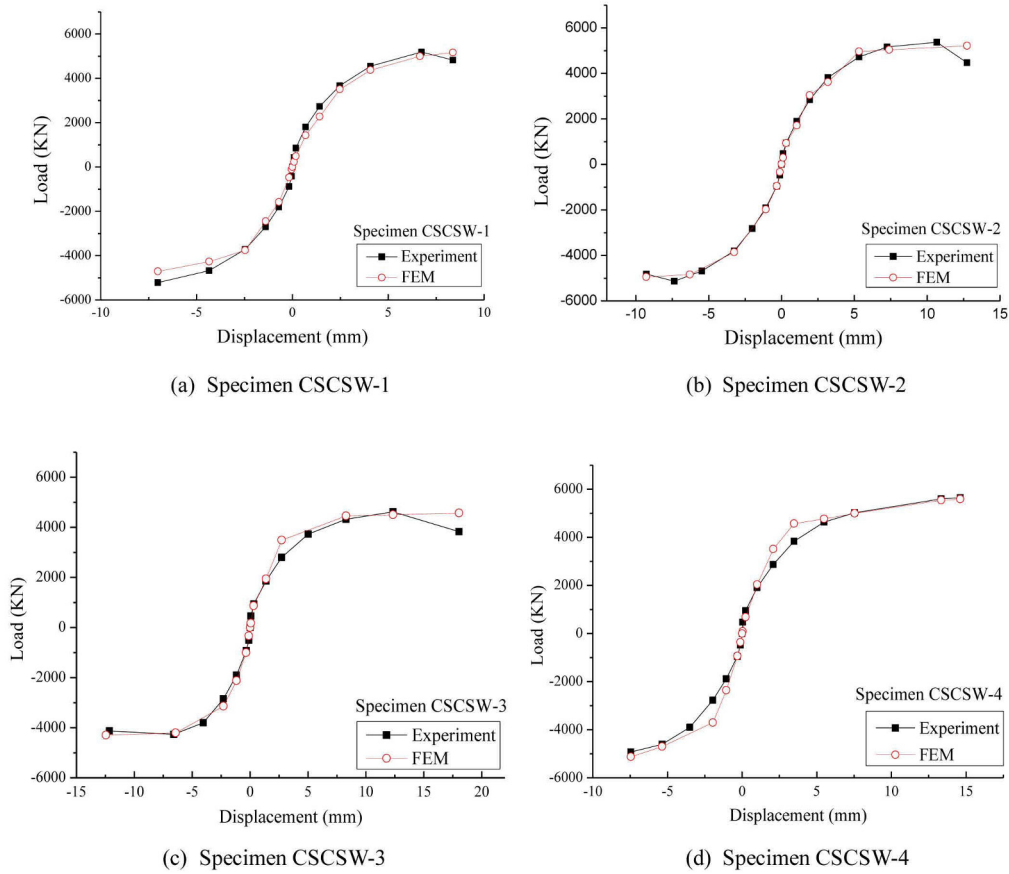 6000
4000
2000
0
-2000
-4000
-6000
Load (KN)
-10
-5
0
5
10
Displacement (mm)
Specimen CSCSW-1
Experiment
FEM
(a) Specimen CSCSW-1
6000
4000
2000
0
-2000
-4000
-6000
Load (KN)
-10
-5
0
5
10
15
Displacement (mm)
Specimen CSCSW-2
Experiment
FEM
(b) Specimen CSCSW-2
6000
4000
2000
0
-2000
-4000
-6000
Load (KN)
-15
-10
-5
0
5
10
15
20
Displacement (mm)
Specimen CSCSW-3
Experiment
FEM
(c) Specimen CSCSW-3
6000
4000
2000
0
-2000
-4000
-6000
Load (KN)
-10
-5
0
5
10
15
Displacement (mm)
Specimen CSCSW-4
Experiment
FEM
(d) Specimen CSCSW-4